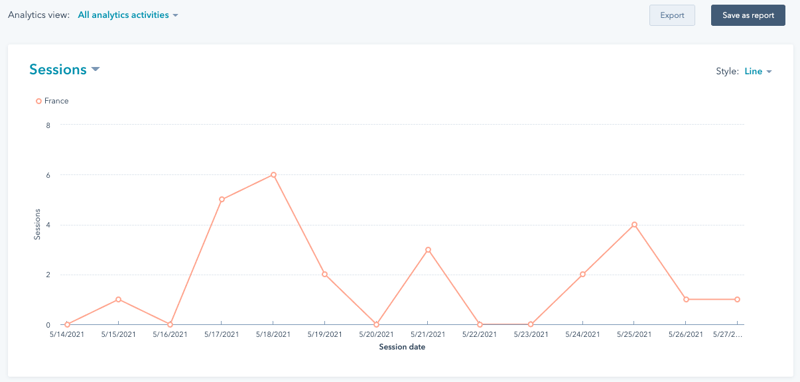 Analytics view: All analytics activities Export Save as report
Sessions Style: Line
France
8
6
4
2
0
Sessions
5/14/2021 5/15/2021 5/16/2021 5/17/2021 5/18/2021 5/19/2021 5/20/2021 5/21/2021 5/22/2021 5/23/2021 5/24/2021 5/25/2021 5/26/2021 5/27/2...
Session date